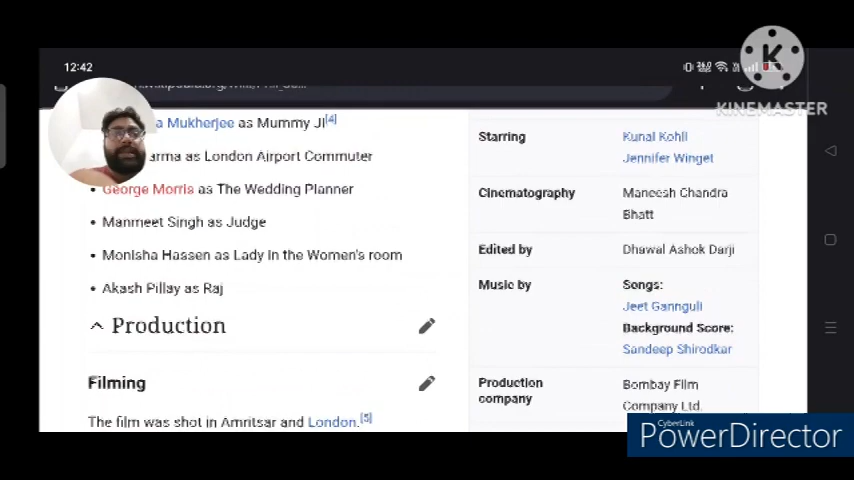 12:42
KINEMASTER
a Mukherjee as Mummy Ji[4]
arma as London Airport Commuter
• George Morris as The Wedding Planner
• Manmeet Singh as Judge
• Monisha Hassen as Lady in the Women's room
• Akash Pillay as Raj
Production
Filming
The film was shot in Amritsar and London.[5]
Starring
Kunal Kohli
Jennifer Winget
Cinematography
Maneesh Chandra
Bhatt
Edited by
Dhawal Ashok Darji
Music by
Songs:
Jeet Gannguli
Background Score:
Sandeep Shirodkar
Production
company
Bombay Film
Company Ltd.
CyberLink
PowerDirector